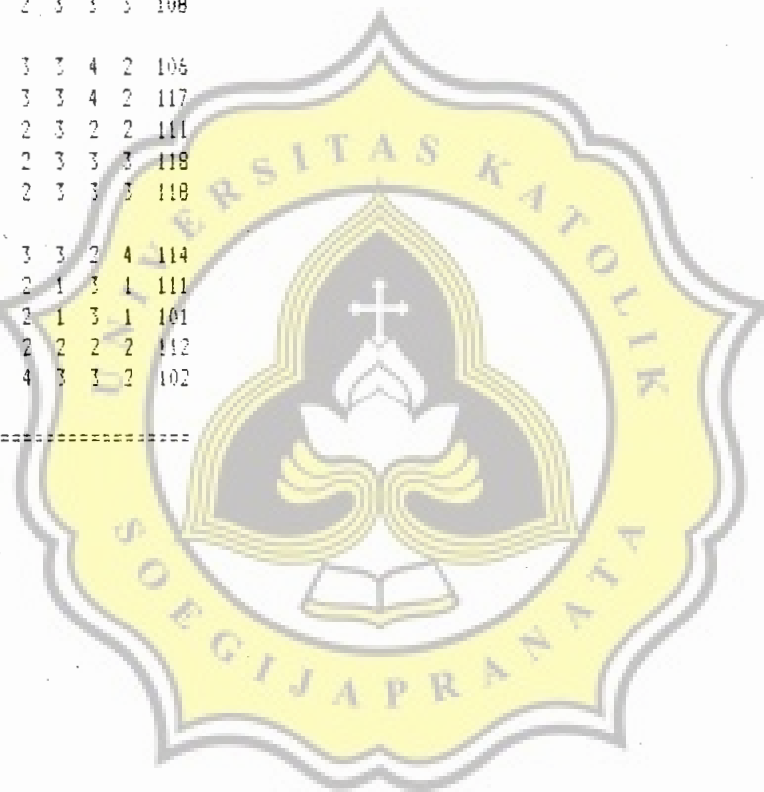 2 3 3 3 108
3 3 4 2 106
3 3 4 2 117
2 3 2 2 111
2 3 3 3 118
2 3 3 3 118
3 3 2 4 114
2 1 3 1 111
2 1 3 1 101
2 2 2 2 112
4 3 3 2 102
====================
UNIVERSITAS KATOLIK
SOEGIJAPRANATA